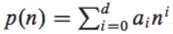 p(n) = ∑_{i=0}^{d} a_i n^i